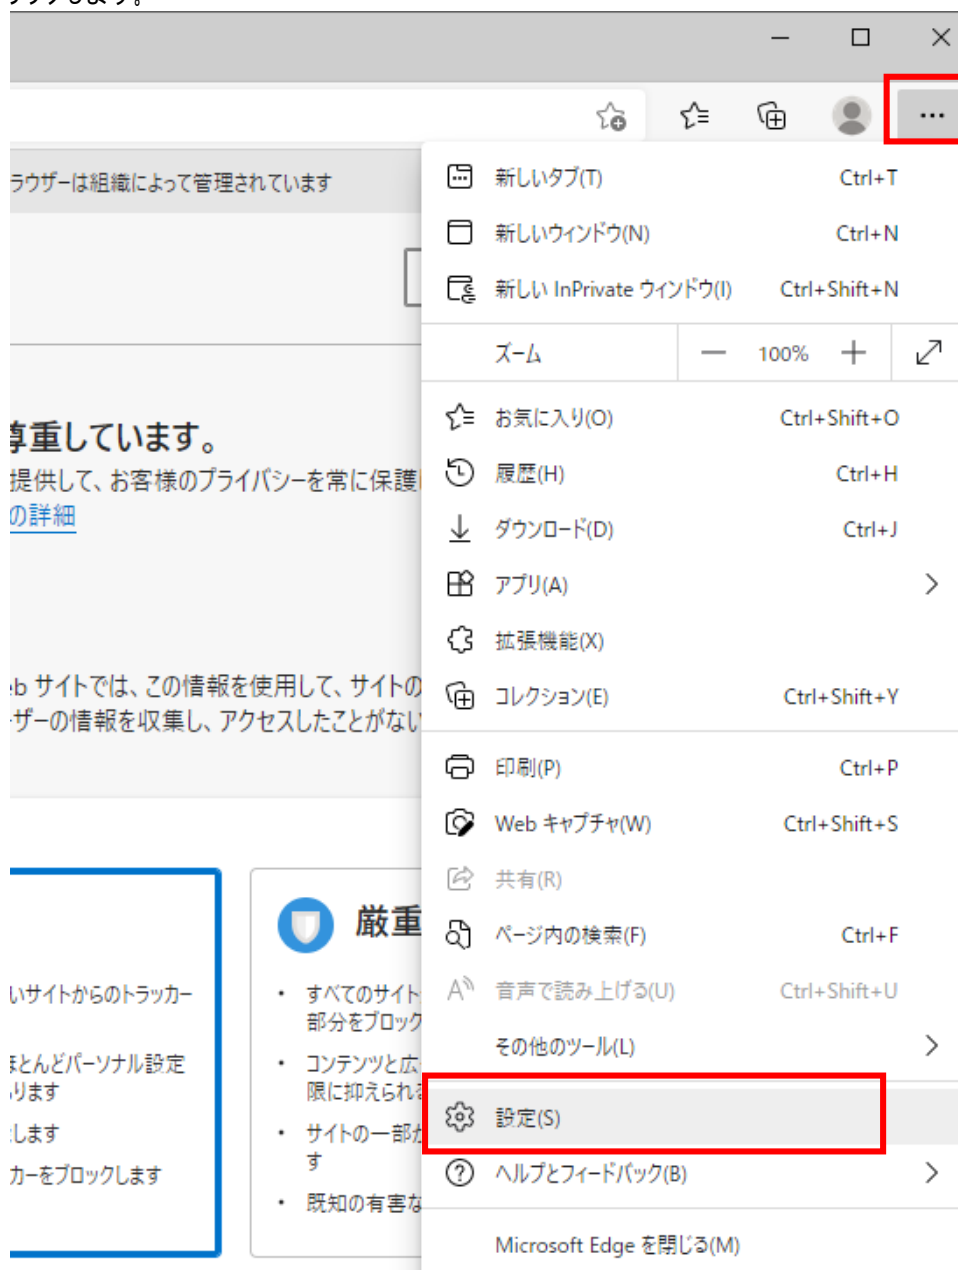 ックします。
ラウザーは組織によって管理されています
尊重しています。
提供して、お客様のプライバシーを常に保護
の詳細
eb サイトでは、この情報を使用して、サイトの
ザーの情報を収集し、アクセスしたことがない
いサイトからのトラッカー
ほとんどパーソナル設定
ります
します
カーをブロックします
厳重
• すべてのサイト
部分をブロック
• コンテンツと広
限に抑えられ
• サイトの一部が
す
• 既知の有害な
新しいタブ(T) Ctrl+T
新しいウィンドウ(N) Ctrl+N
新しい InPrivate ウィンドウ(I) Ctrl+Shift+N
ズーム — 100% +
お気に入り(O) Ctrl+Shift+O
履歴(H) Ctrl+H
ダウンロード(D) Ctrl+J
アプリ(A)
拡張機能(X)
コレクション(E) Ctrl+Shift+Y
印刷(P) Ctrl+P
Web キャプチャ(W) Ctrl+Shift+S
共有(R)
ページ内の検索(F) Ctrl+F
音声で読み上げる(U) Ctrl+Shift+U
その他のツール(L)
設定(S)
ヘルプとフィードバック(B)
Microsoft Edge を閉じる(M)